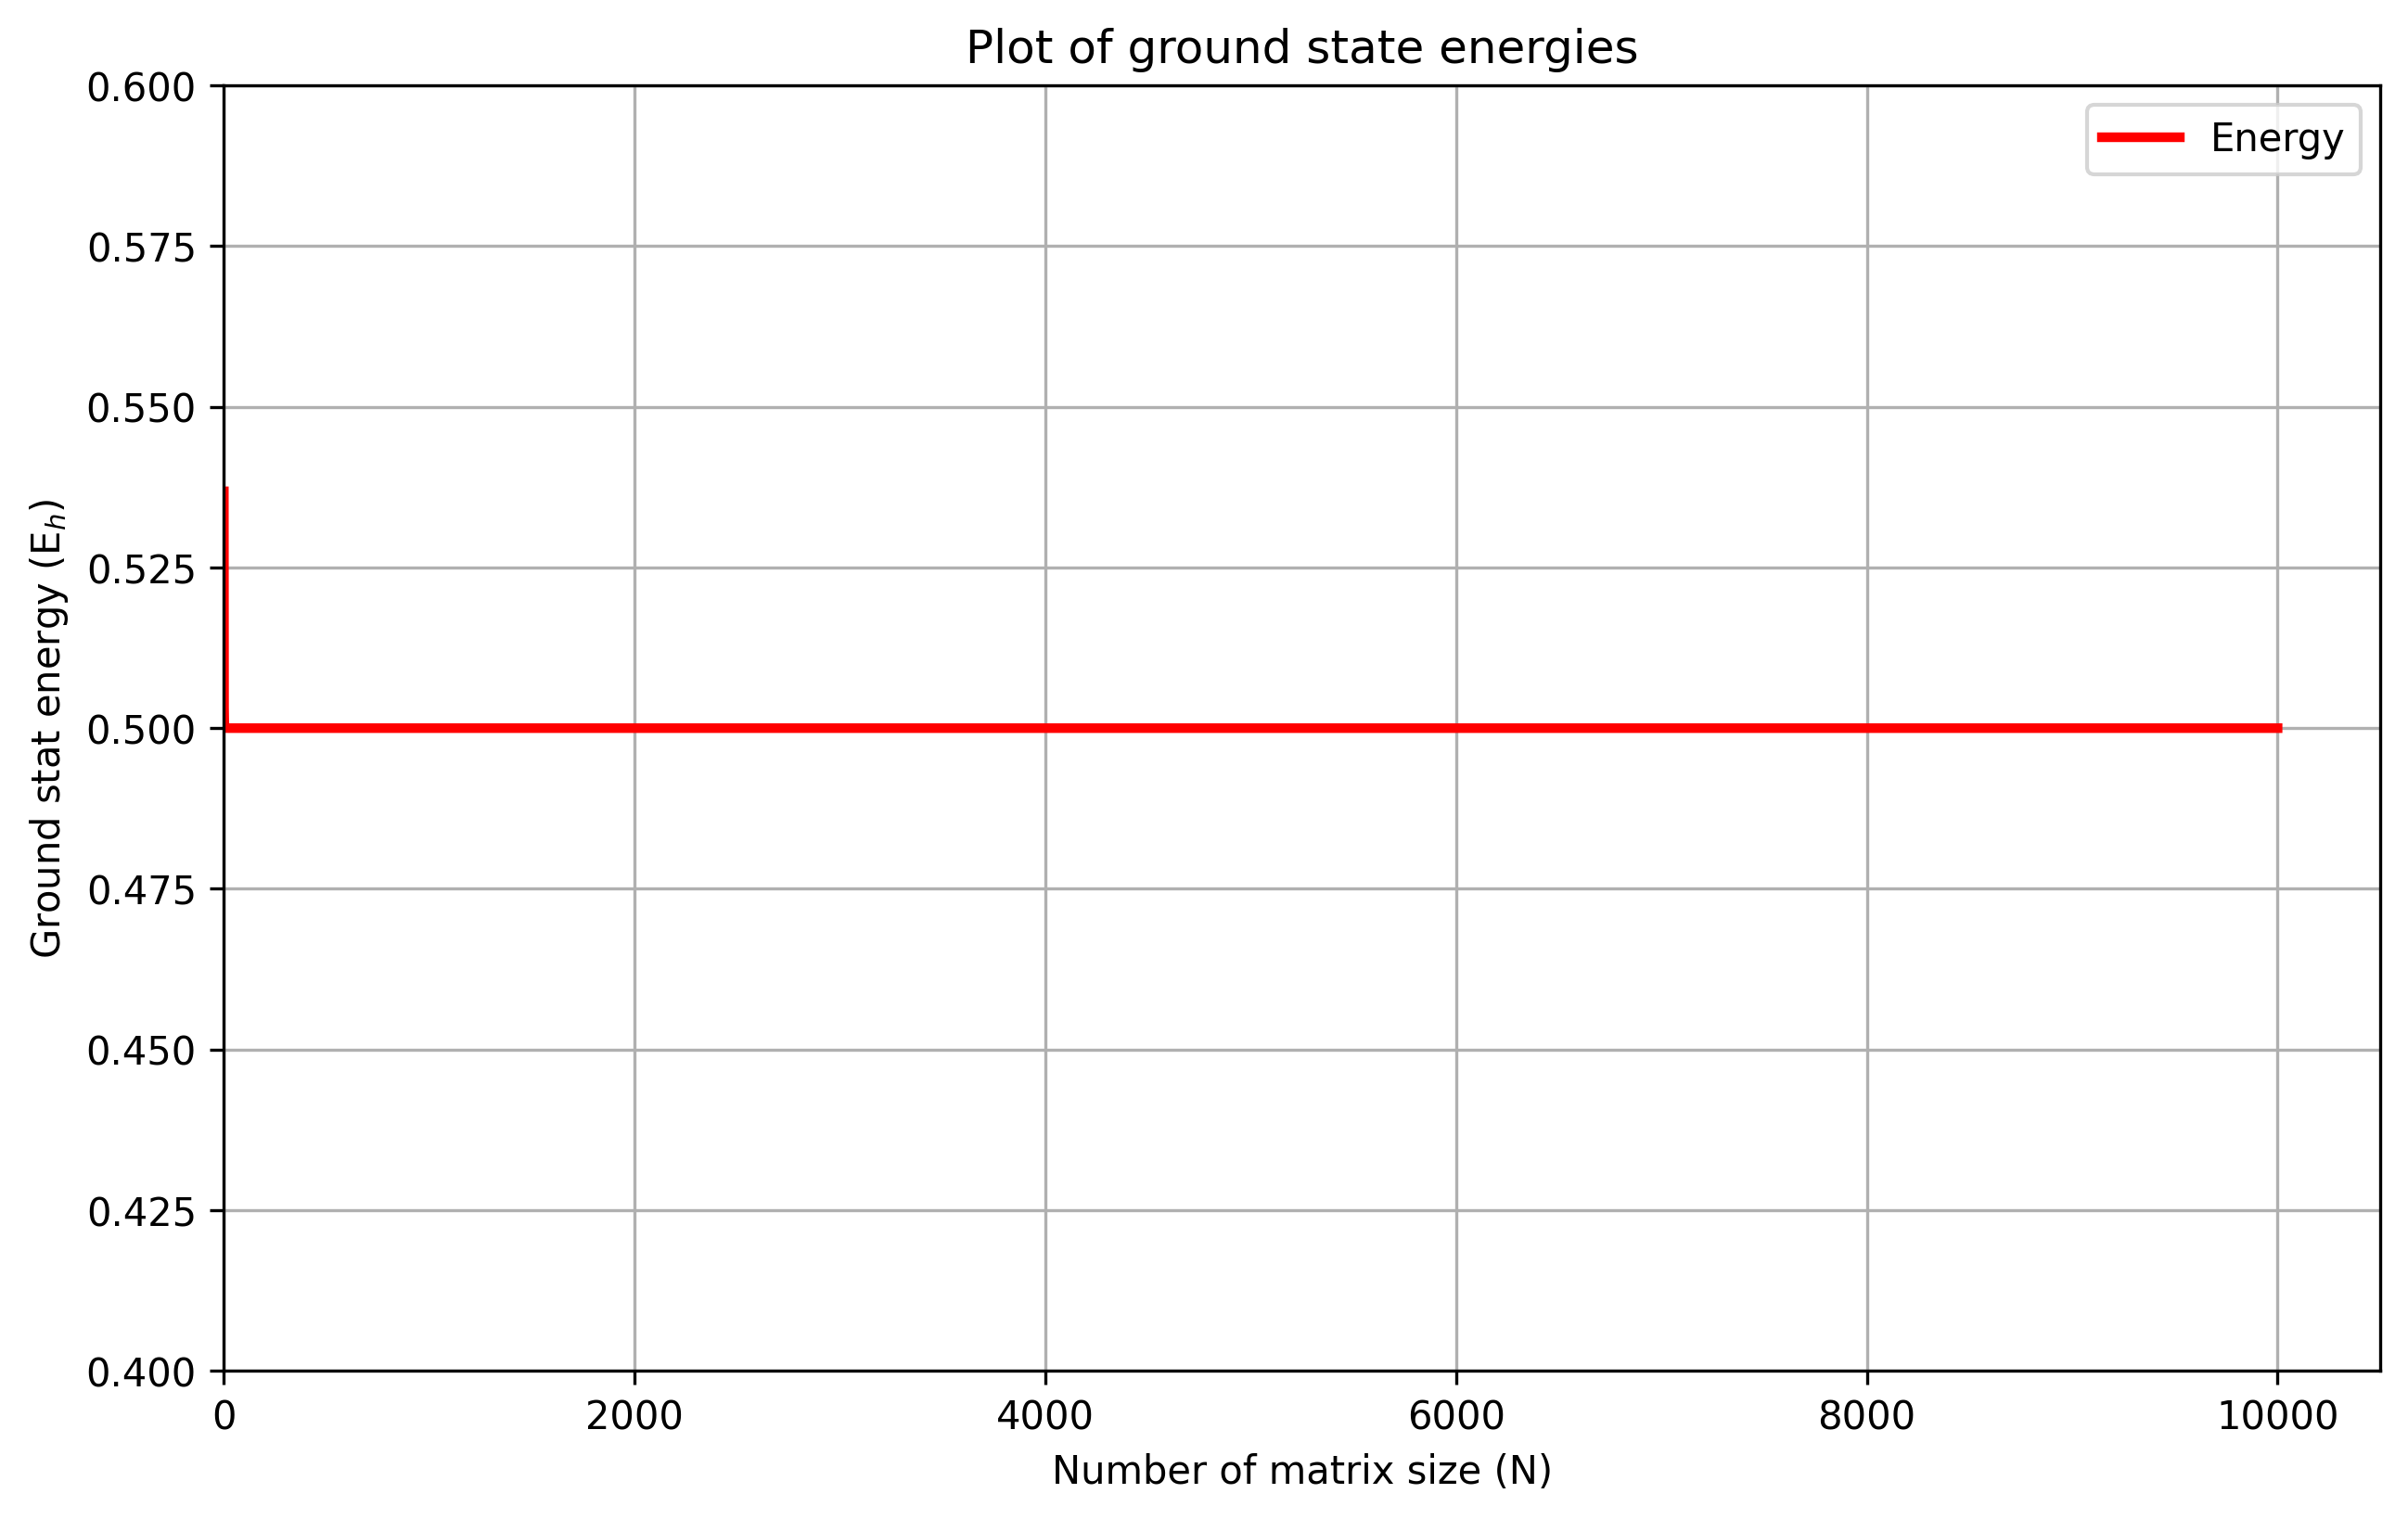 Plot of ground state energies
0.600
0.575
0.550
0.525
0.500
0.475
0.450
0.425
0.400
Ground stat energy (E_h)
Energy
0 2000 4000 6000 8000 10000
Number of matrix size (N)